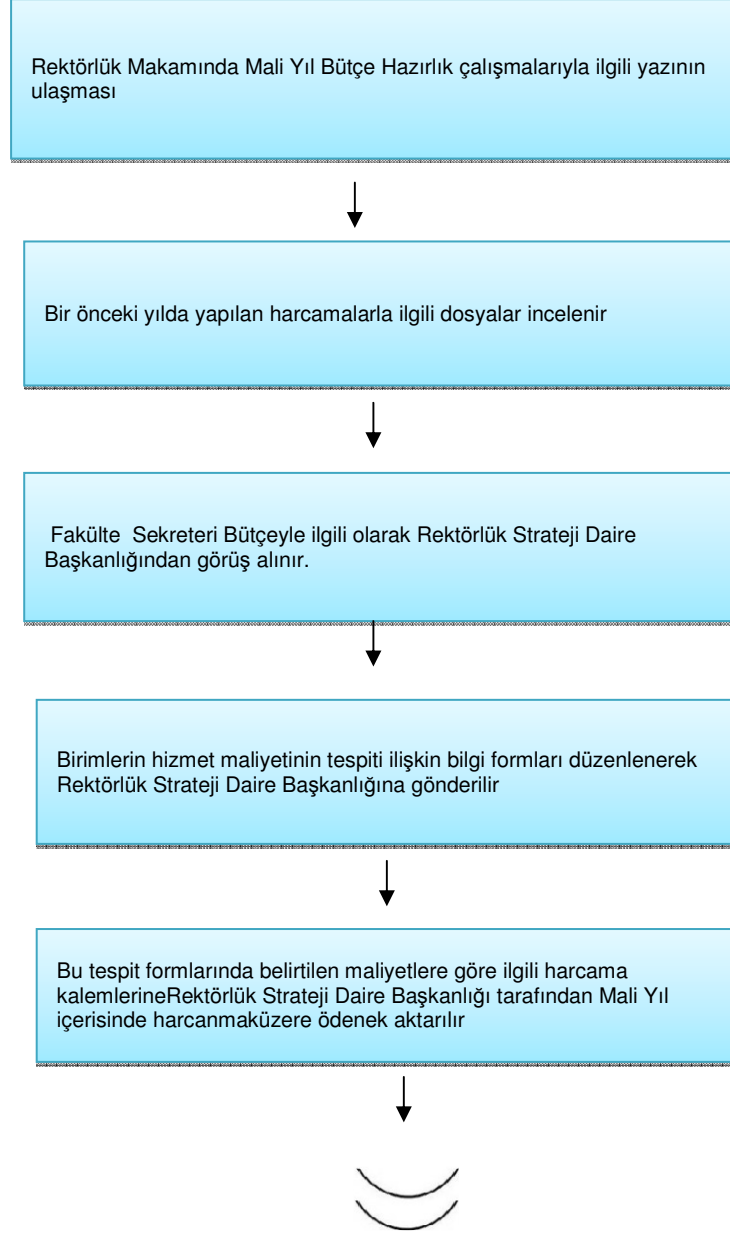 Rektörlük Makamında Mali Yıl Bütçe Hazırlık çalışmalarıyla ilgili yazının
ulaşması
Bir önceki yılda yapılan harcamalarla ilgili dosyalar incelenir
Fakülte Sekreteri Bütçeyle ilgili olarak Rektörlük Strateji Daire
Başkanlığından görüş alınır.
Birimlerin hizmet maliyetinin tespiti ilişkin bilgi formları düzenlenerek
Rektörlük Strateji Daire Başkanlığına gönderilir
Bu tespit formlarında belirtilen maliyetlere göre ilgili harcama
kalemlerineRektörlük Strateji Daire Başkanlığı tarafından Mali Yıl
içerisinde harcanmaküzere ödenek aktarılır